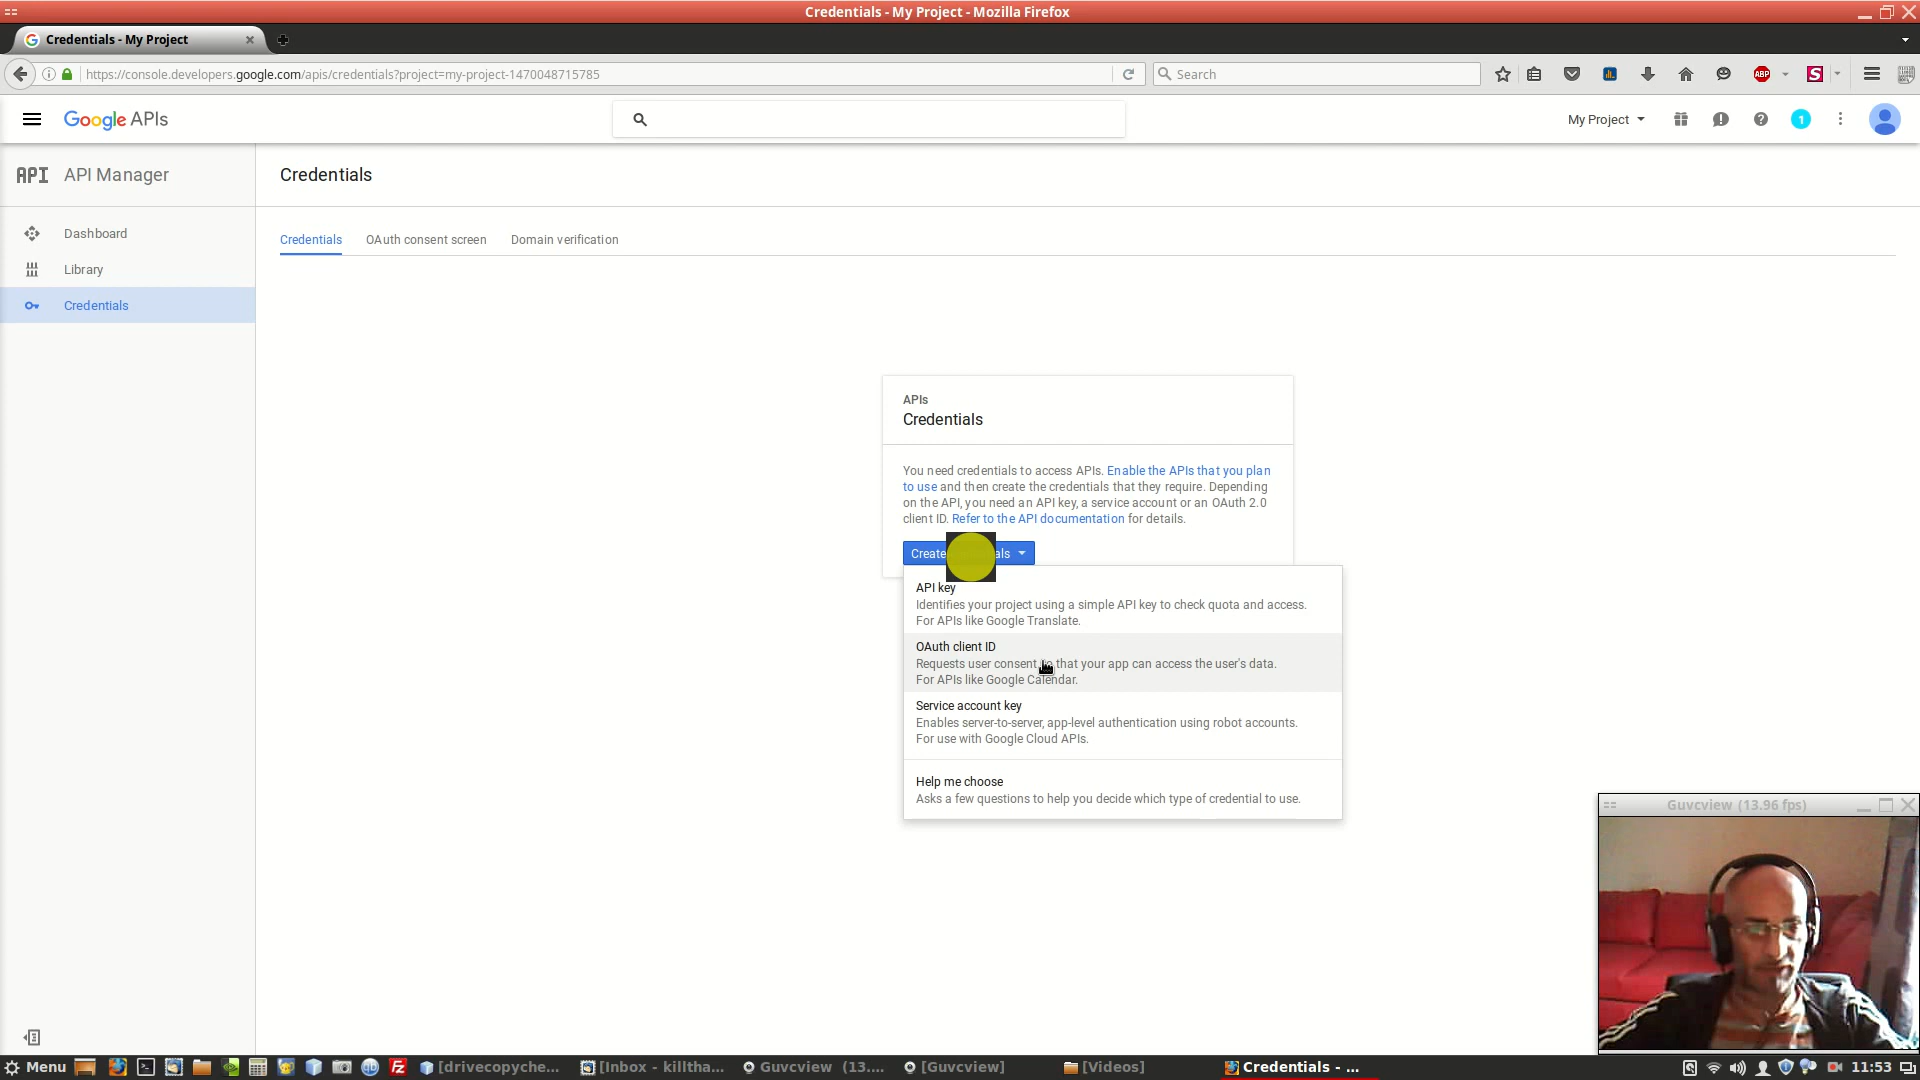 Credentials - My Project - Mozilla Firefox
Credentials - My Project
https://console.developers.google.com/apis/credentials?project=my-project-1470048715785
Search
ABP
S
Google APIs
My Project
1
API API Manager
Credentials
Dashboard
Library
Credentials
Credentials
OAuth consent screen
Domain verification
APIs
Credentials
You need credentials to access APIs. Enable the APIs that you plan
to use and then create the credentials that they require. Depending
on the API, you need an API key, a service account or an OAuth 2.0
client ID. Refer to the API documentation for details.
Create als
API key
Identifies your project using a simple API key to check quota and access.
For APIs like Google Translate.
OAuth client ID
Requests user consent that your app can access the user's data.
For APIs like Google Calendar.
Service account key
Enables server-to-server, app-level authentication using robot accounts.
For use with Google Cloud APIs.
Help me choose
Asks a few questions to help you decide which type of credential to use.
Guvcview (13.96 fps)
Menu
qb
[drivecopyche...
[Inbox - killtha...
Guvcview (13....
[Guvcview]
[Videos]
Credentials - ...
11:53